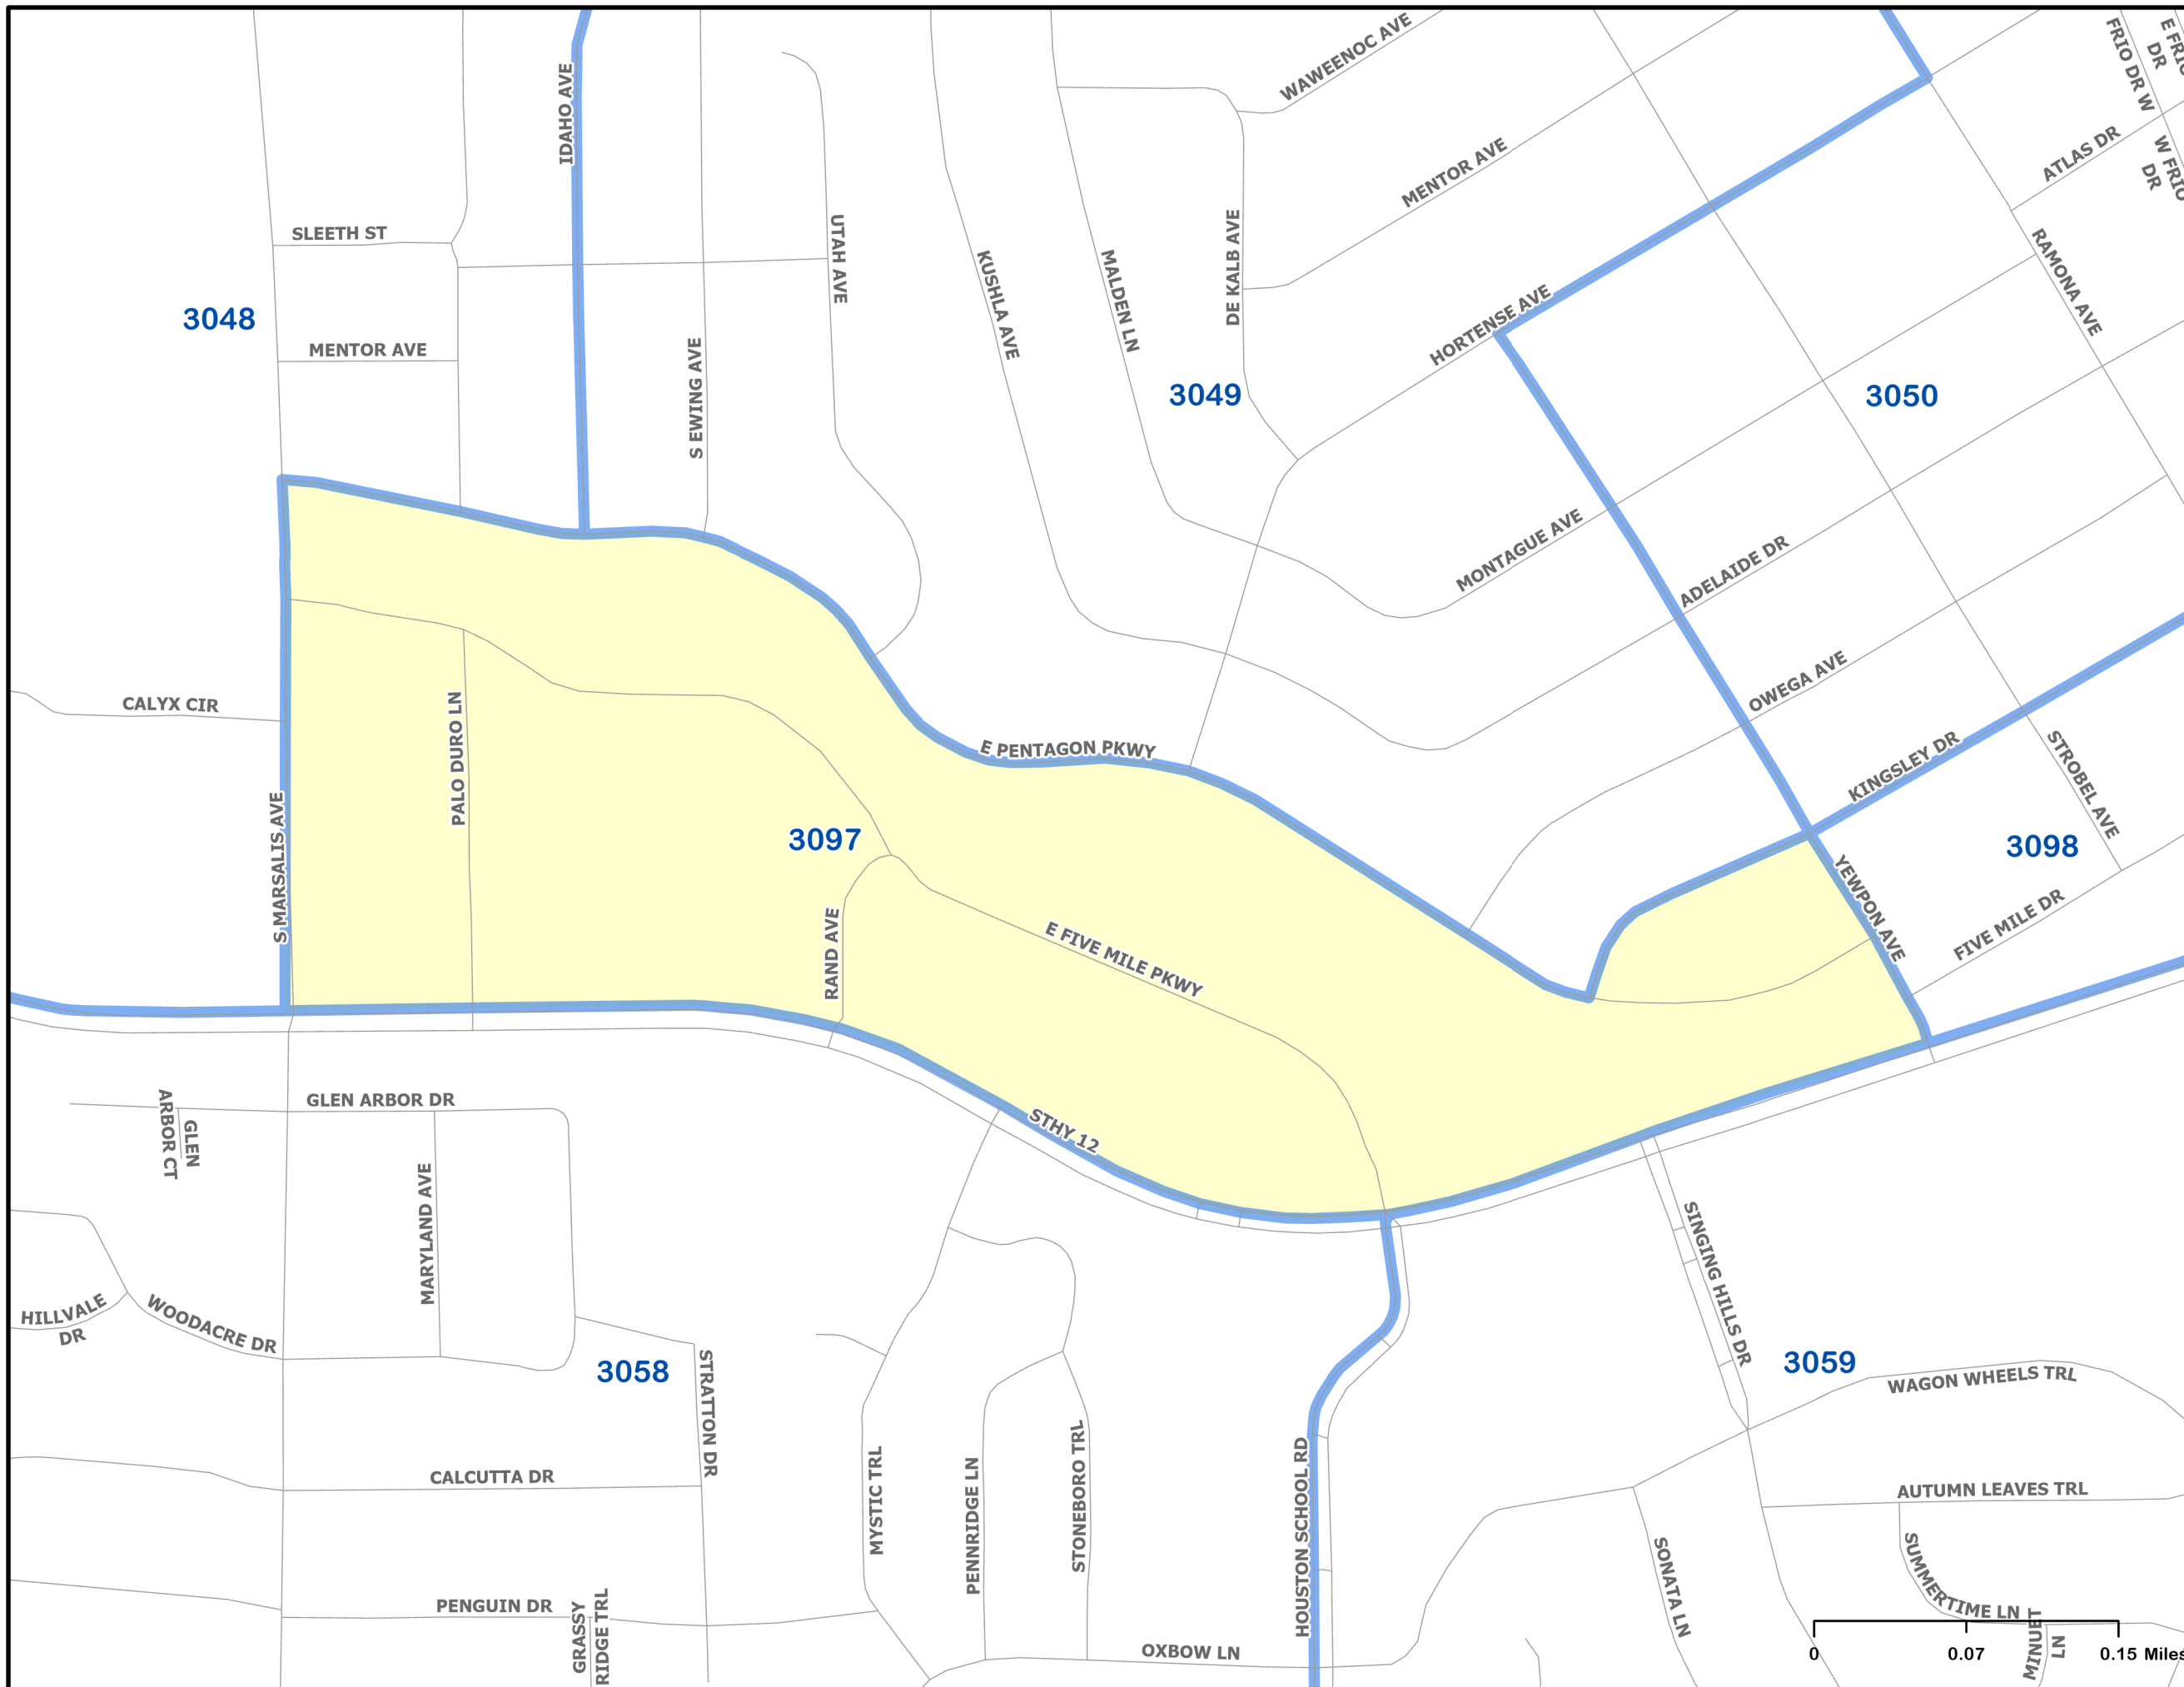 WAWEENOC AVE
FRIO DR W
E FRIO
DR
IDAHO AVE
MENTOR AVE
ATLAS DR
W FRIO
DR
SLEETH ST
UTAH AVE
KUSHLA AVE
MALDEN LN
DE KALB AVE
RAMONA AVE
3048
HORTENSE AVE
MENTOR AVE
S EWING AVE
3049
3050
MONTAGUE AVE
ADELAIDE DR
OWEGA AVE
CALYX CIR
PALO DURO LN
E PENTAGON PKWY
KINGSLEY DR
STROBEL AVE
S MARSALIS AVE
3097
3098
YEWPON AVE
RAND AVE
E FIVE MILE PKWY
FIVE MILE DR
STHY 12
GLEN ARBOR DR
GLEN
ARBOR CT
MARYLAND AVE
SINGING HILLS DR
HILLVALE
DR
WOODACRE DR
3058
STRATTON DR
3059
WAGON WHEELS TRL
CALCUTTA DR
MYSTIC TRL
PENNRIDGE LN
STONEBORO TRL
HOUSTON SCHOOL RD
AUTUMN LEAVES TRL
SONATA LN
SUMMERTIME LN
PENGUIN DR
GRASSY
RIDGE TRL
OXBOW LN
MINUET
LN
0 0.07 0.15 Miles